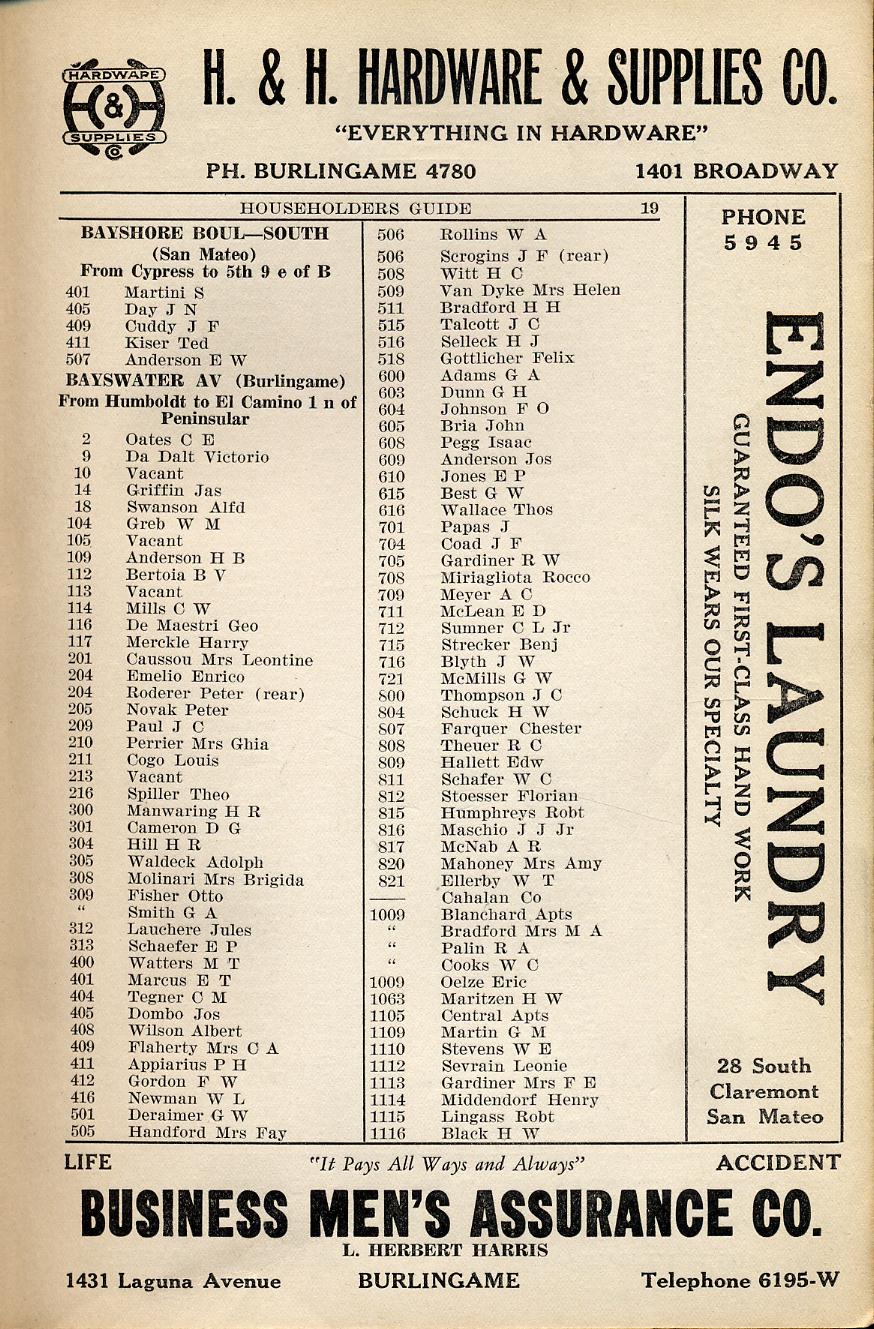 HARDWARE
H & H
SUPPLIES
Co
H. & H. HARDWARE & SUPPLIES CO.
"EVERYTHING IN HARDWARE"
PH. BURLINGAME 4780 1401 BROADWAY
HOUSEHOLDERS GUIDE 19
BAYSHORE BOUL—SOUTH
(San Mateo)
From Cypress to 5th 9 e of B
401 Martini S
405 Day J N
409 Cuddy J F
411 Kiser Ted
507 Anderson E W
BAYSWATER AV (Burlingame)
From Humboldt to El Camino 1 n of
Peninsular
2 Oates C E
9 Da Dalt Victorio
10 Vacant
14 Griffin Jas
18 Swanson Alfd
104 Greb W M
105 Vacant
109 Anderson H B
112 Bertoia B V
113 Vacant
114 Mills C W
116 De Maestri Geo
117 Merckle Harry
201 Caussou Mrs Leontine
204 Emelio Enrico
204 Roderer Peter (rear)
205 Novak Peter
209 Paul J C
210 Perrier Mrs Ghia
211 Cogo Louis
213 Vacant
216 Spiller Theo
300 Manwaring H R
301 Cameron D G
304 Hill H R
305 Waldeck Adolph
308 Molinari Mrs Brigida
309 Fisher Otto
" Smith G A
312 Lauchere Jules
313 Schaefer E P
400 Watters M T
401 Marcus E T
404 Tegner C M
405 Dombo Jos
408 Wilson Albert
409 Flaherty Mrs C A
411 Appiarius P H
412 Gordon F W
416 Newman W L
501 Deraimer G W
505 Handford Mrs Fay
506 Rollins W A
506 Scrogins J F (rear)
508 Witt H C
509 Van Dyke Mrs Helen
511 Bradford H H
515 Talcott J C
516 Selleck H J
518 Gottlicher Felix
600 Adams G A
603 Dunn G H
604 Johnson F O
605 Bria John
608 Pegg Isaac
609 Anderson Jos
610 Jones E P
615 Best G W
616 Wallace Thos
701 Papas J
704 Coad J F
705 Gardiner R W
708 Miriagliota Rocco
709 Meyer A C
711 McLean E D
712 Sumner C L Jr
715 Strecker Benj
716 Blyth J W
721 McMills G W
800 Thompson J C
804 Schuck H W
807 Farquer Chester
808 Theuer R C
809 Hallett Edw
811 Schafer W C
812 Stoesser Florian
815 Humphreys Robt
816 Maschio J J Jr
817 McNab A R
820 Mahoney Mrs Amy
821 Ellerby W T
—— Cahalan Co
1009 Blanchard Apts
" Bradford Mrs M A
" Palin R A
" Cooks W C
1009 Oelze Eric
1063 Maritzen H W
1105 Central Apts
1109 Martin G M
1110 Stevens W E
1112 Sevrain Leonie
1113 Gardiner Mrs F E
1114 Middendorf Henry
1115 Lingass Robt
1116 Black H W
PHONE
5945
ENDO'S LAUNDRY
GUARANTEED FIRST-CLASS HAND WORK
SILK WEARS OUR SPECIALTY
28 South
Claremont
San Mateo
LIFE "It Pays All Ways and Always" ACCIDENT
BUSINESS MEN'S ASSURANCE CO.
L. HERBERT HARRIS
1431 Laguna Avenue BURLINGAME Telephone 6195-W